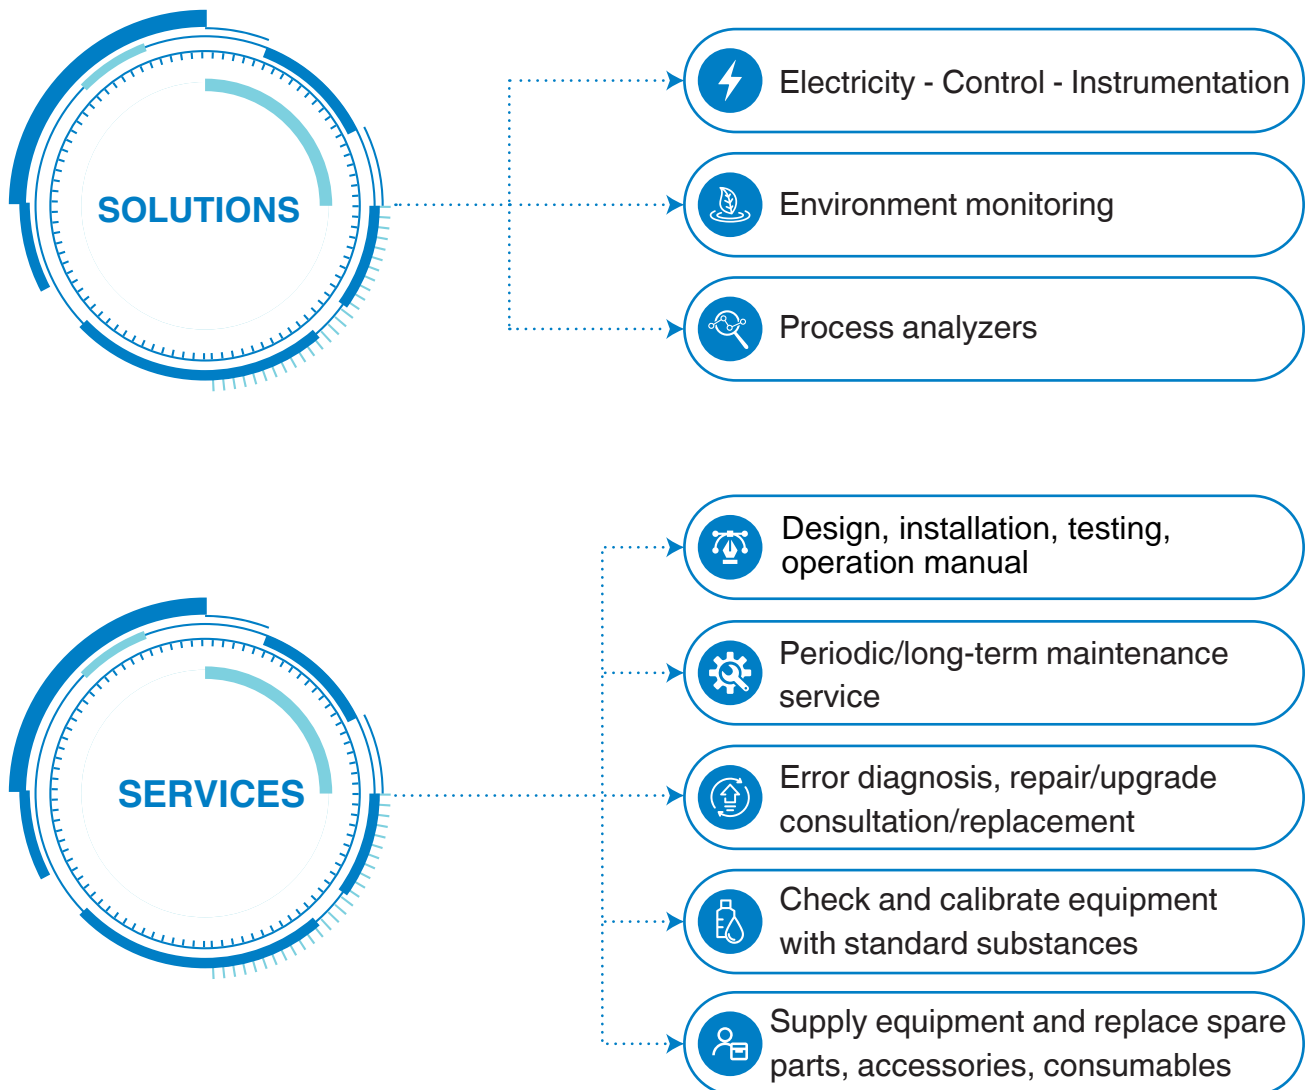 SOLUTIONS
Electricity - Control - Instrumentation
Environment monitoring
Process analyzers
SERVICES
Design, installation, testing,
operation manual
Periodic/long-term maintenance
service
Error diagnosis, repair/upgrade
consultation/replacement
Check and calibrate equipment
with standard substances
Supply equipment and replace spare
parts, accessories, consumables